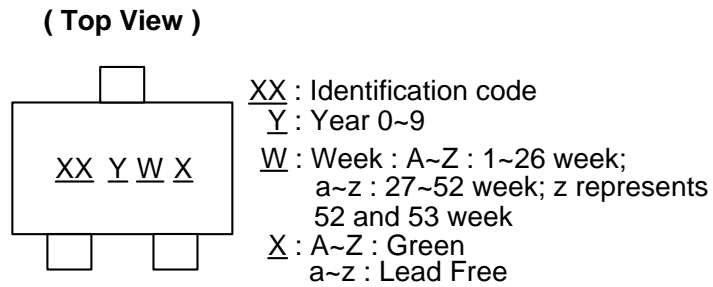 ( Top View )
XX Y W X
XX : Identification code
Y : Year 0~9
W : Week : A~Z : 1~26 week;
a~z : 27~52 week; z represents
52 and 53 week
X : A~Z : Green
a~z : Lead Free